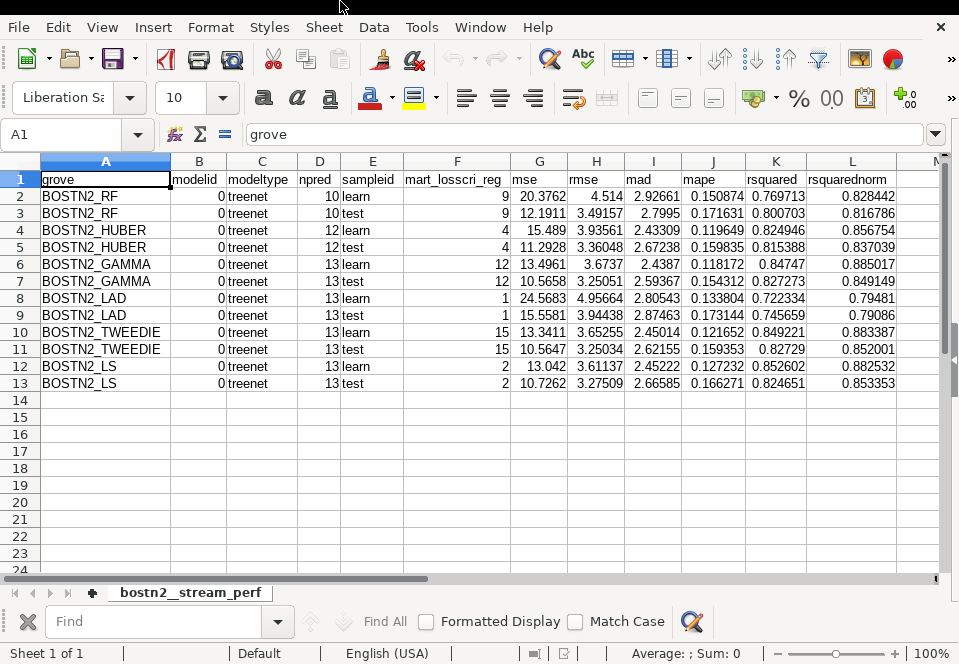 File Edit View Insert Format Styles Sheet Data Tools Window Help
Abc
Liberation Sa 10 a a a a % 0.0 3 .0
A1 fx Σ = grove
A B C D E F G H I J K L
1 grove modelid modeltype npred sampleid mart_losscri_reg mse rmse mad mape rsquared rsquarednorm
2 BOSTN2_RF 0 treenet 10 learn 9 20.3762 4.514 2.92661 0.150874 0.769713 0.828442
3 BOSTN2_RF 0 treenet 10 test 9 12.1911 3.49157 2.7995 0.171631 0.800703 0.816786
4 BOSTN2_HUBER 0 treenet 12 learn 4 15.489 3.93561 2.43309 0.119649 0.824946 0.856754
5 BOSTN2_HUBER 0 treenet 12 test 4 11.2928 3.36048 2.67238 0.159835 0.815388 0.837039
6 BOSTN2_GAMMA 0 treenet 13 learn 12 13.4961 3.6737 2.4387 0.118172 0.84747 0.885017
7 BOSTN2_GAMMA 0 treenet 13 test 12 10.5658 3.25051 2.59367 0.154312 0.827273 0.849149
8 BOSTN2_LAD 0 treenet 13 learn 1 24.5683 4.95664 2.80543 0.133804 0.722334 0.79481
9 BOSTN2_LAD 0 treenet 13 test 1 15.5581 3.94438 2.87463 0.173144 0.745659 0.79086
10 BOSTN2_TWEEDIE 0 treenet 13 learn 15 13.3411 3.65255 2.45014 0.121652 0.849221 0.883387
11 BOSTN2_TWEEDIE 0 treenet 13 test 15 10.5647 3.25034 2.62155 0.159353 0.82729 0.852001
12 BOSTN2_LS 0 treenet 13 learn 2 13.042 3.61137 2.45222 0.127232 0.852602 0.882532
13 BOSTN2_LS 0 treenet 13 test 2 10.7262 3.27509 2.66585 0.166271 0.824651 0.853353
14
15
16
17
18
19
20
21
22
23
24
bostn2__stream_perf
Find Find All Formatted Display Match Case
Sheet 1 of 1 Default English (USA) Average: ; Sum: 0 100%